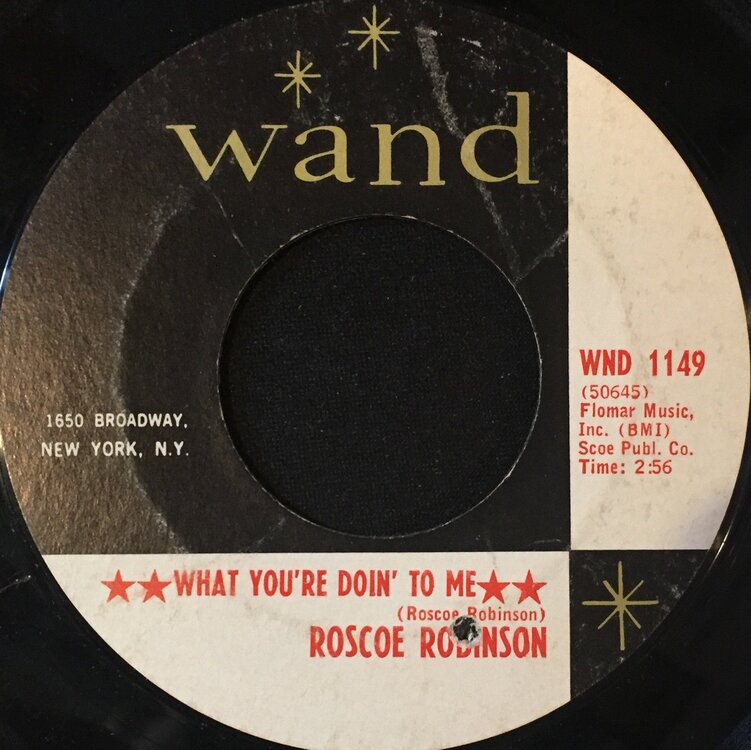 wand
WND 1149
(50645)
Flomar Music,
Inc. (BMI)
Scoe Publ. Co.
Time: 2:56
1650 BROADWAY,
NEW YORK, N.Y.
★★WHAT YOU'RE DOIN' TO ME★★
(Roscoe Robinson)
ROSCOE ROBINSON